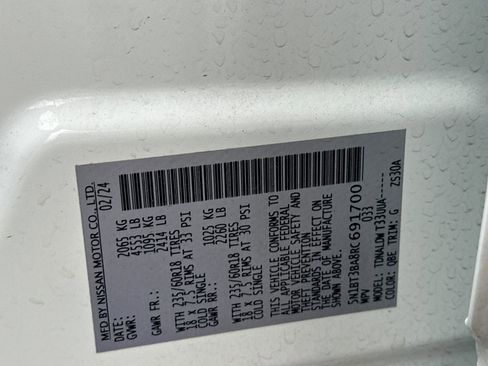 MFD BY NISSAN MOTOR CO., LTD.
DATE: 02/24
GVWR: 2065 KG
4553 LB
GAWR FR.: 1095 KG
2414 LB
WITH 235/60R18 TIRES
18 x 7.5 RIMS AT 33 PSI
COLD SINGLE
GAWR RR.: 1025 KG
2260 LB
WITH 235/60R18 TIRES
18 x 7.5 RIMS AT 30 PSI
COLD SINGLE
THIS VEHICLE CONFORMS TO
ALL APPLICABLE FEDERAL
MOTOR VEHICLE SAFETY AND
THEFT PREVENTION
STANDARDS IN EFFECT ON
THE DATE OF MANUFACTURE
SHOWN ABOVE.
5N1BT3BA8RC691700
MPV D33
MODEL: TDNALDW T33UUA-----
COLOR: QBE TRIM: G ZS30A